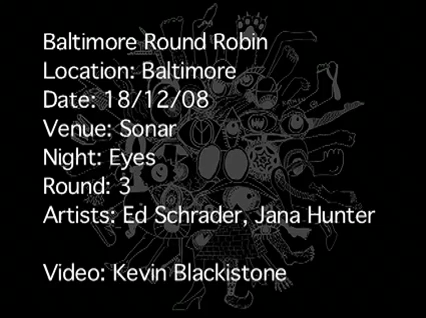 Baltimore Round Robin
Location: Baltimore
Date: 18/12/08
Venue: Sonar
Night: Eyes
Round: 3
Artists: Ed Schrader, Jana Hunter
Video: Kevin Blackistone